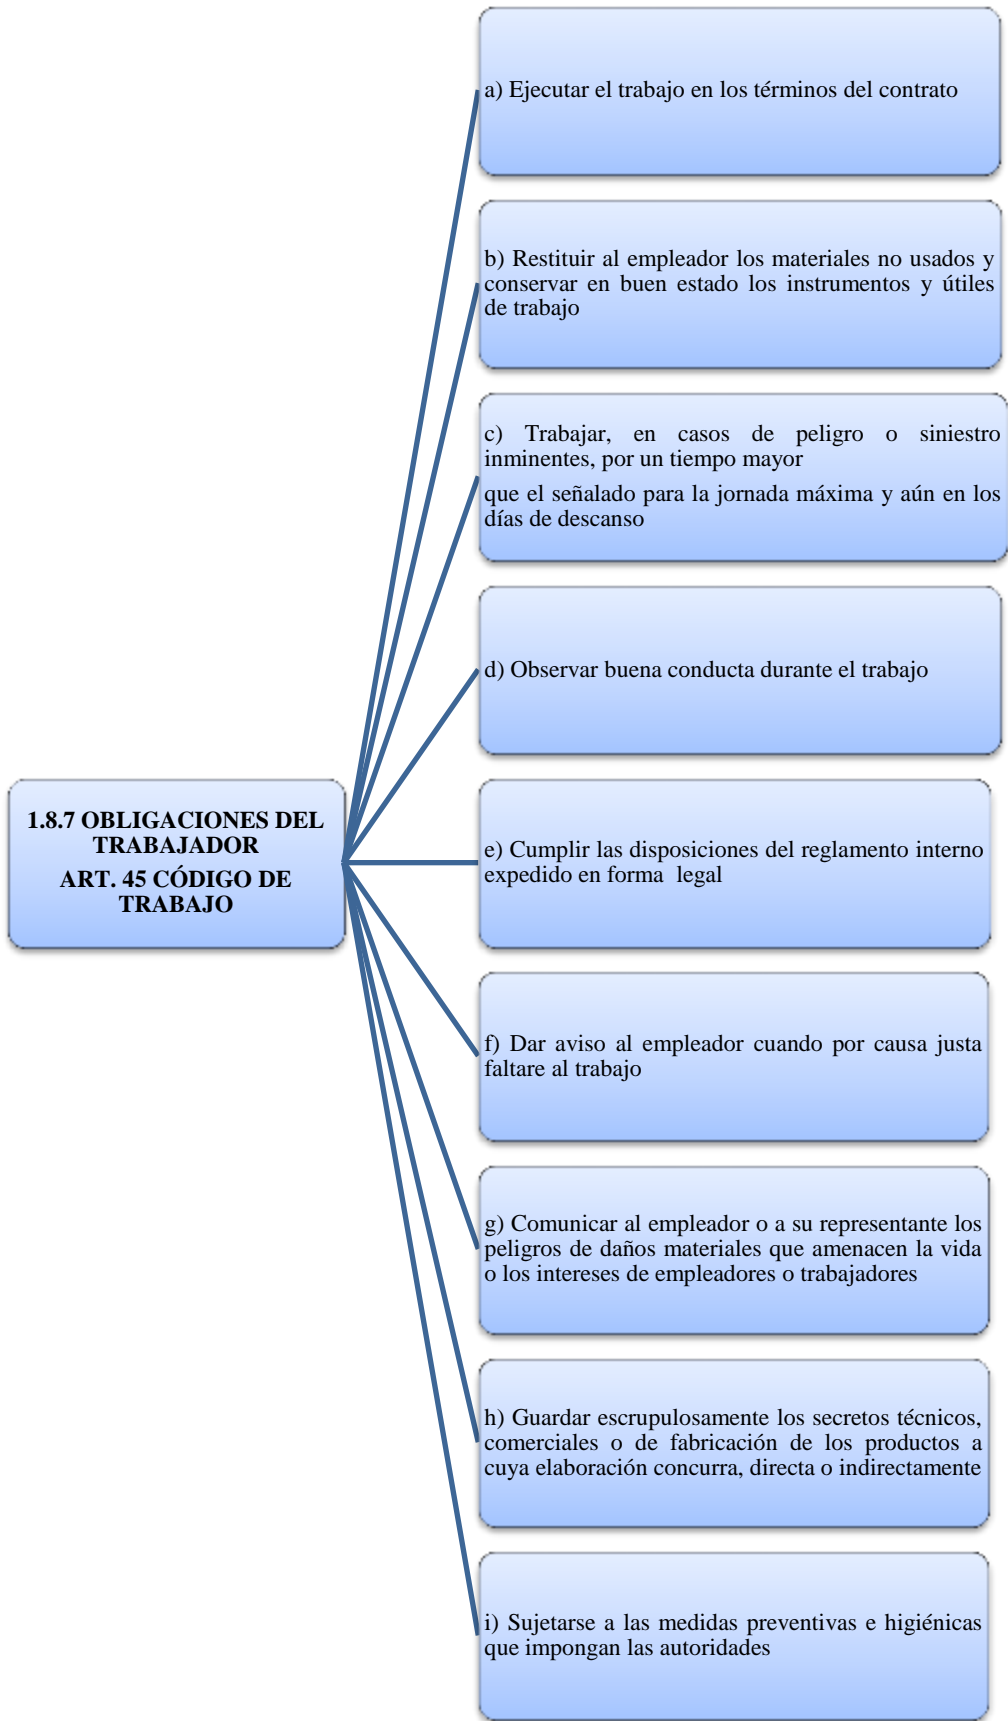 a) Ejecutar el trabajo en los términos del contrato
b) Restituir al empleador los materiales no usados y
conservar en buen estado los instrumentos y útiles
de trabajo
c) Trabajar, en casos de peligro o siniestro
inminentes, por un tiempo mayor
que el señalado para la jornada máxima y aún en los
días de descanso
d) Observar buena conducta durante el trabajo
1.8.7 OBLIGACIONES DEL
TRABAJADOR
ART. 45 CÓDIGO DE
TRABAJO
e) Cumplir las disposiciones del reglamento interno
expedido en forma legal
f) Dar aviso al empleador cuando por causa justa
faltare al trabajo
g) Comunicar al empleador o a su representante los
peligros de daños materiales que amenacen la vida
o los intereses de empleadores o trabajadores
h) Guardar escrupulosamente los secretos técnicos,
comerciales o de fabricación de los productos a
cuya elaboración concurra, directa o indirectamente
i) Sujetarse a las medidas preventivas e higiénicas
que impongan las autoridades